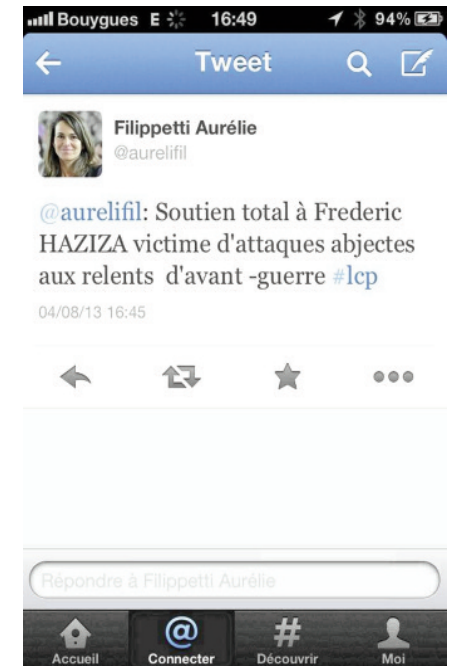 Bouygues E 16:49 94%
Tweet
Filippetti Aurélie
@aurelifil
@aurelifil: Soutien total à Frederic
HAZIZA victime d'attaques abjectes
aux relents d'avant -guerre #lcp
04/08/13 16:45
Répondre à Filippetti Aurélie
Accueil Connecter Découvrir Moi